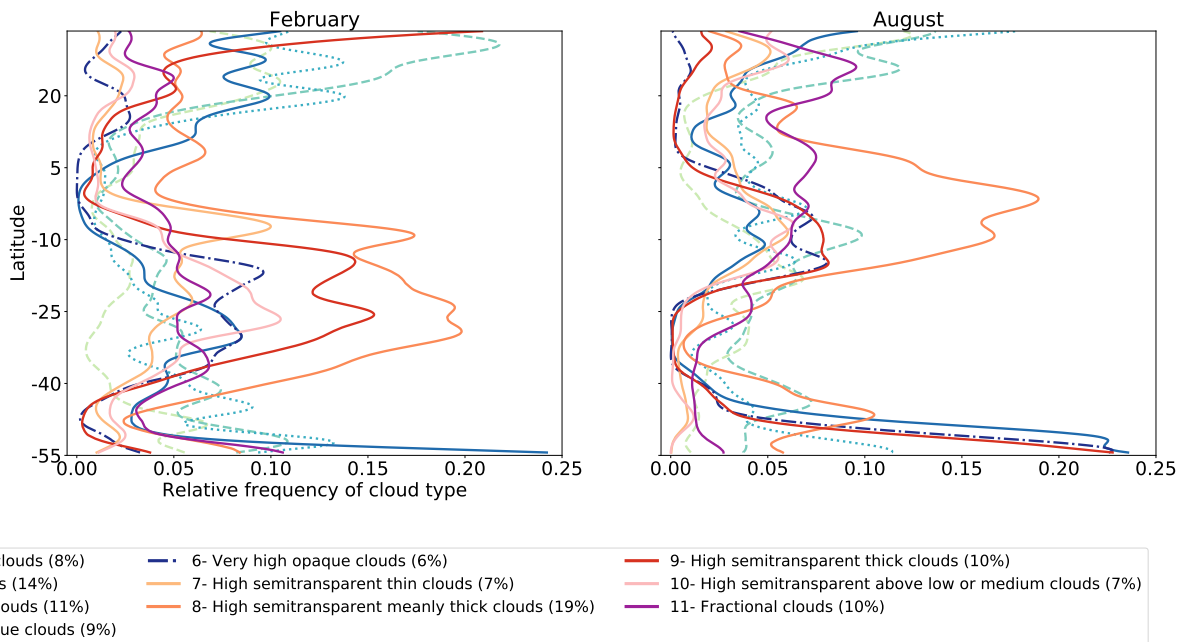 February
August
20
5
-10
-25
-40
-55
Latitude
0.00 0.05 0.10 0.15 0.20 0.25
0.00 0.05 0.10 0.15 0.20 0.25
Relative frequency of cloud type
clouds (8%)
(14%)
(11%)
clouds (9%)
6- Very high opaque clouds (6%)
7- High semitransparent thin clouds (7%)
8- High semitransparent meanly thick clouds (19%)
9- High semitransparent thick clouds (10%)
10- High semitransparent above low or medium clouds (7%)
11- Fractional clouds (10%)